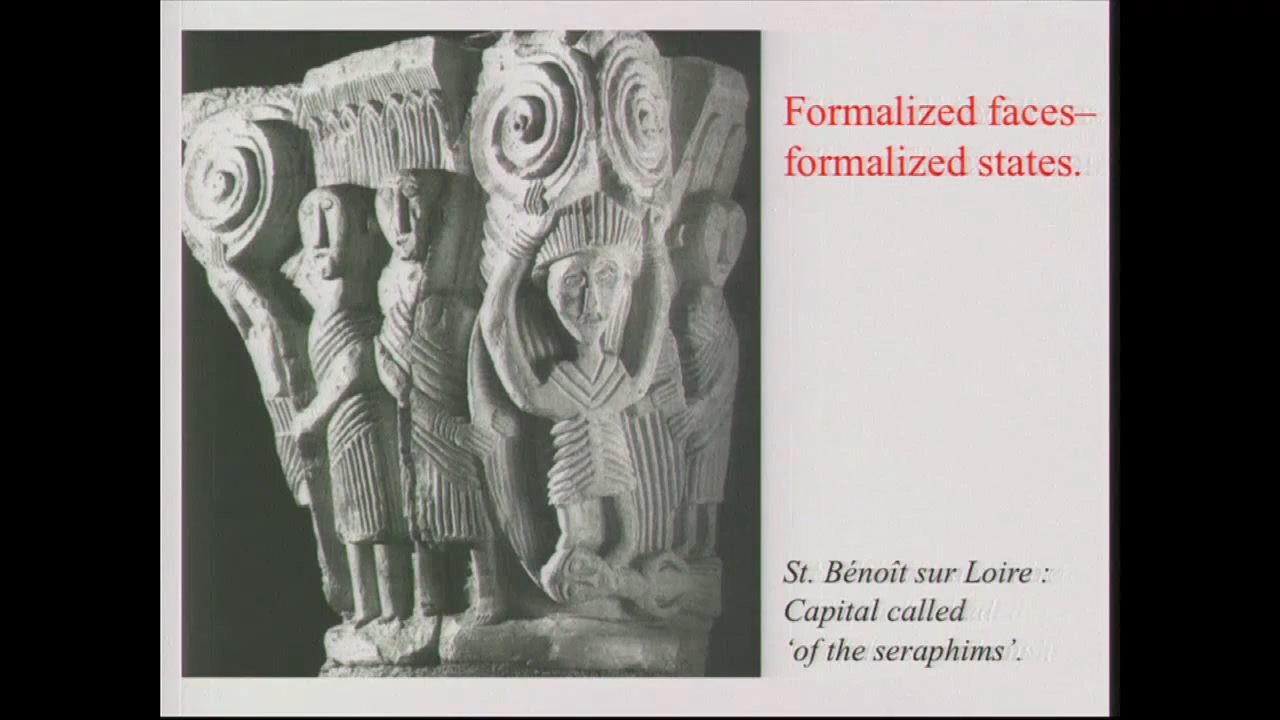 Formalized faces–
formalized states.
St. Bénoît sur Loire :
Capital called
‘of the seraphims’.